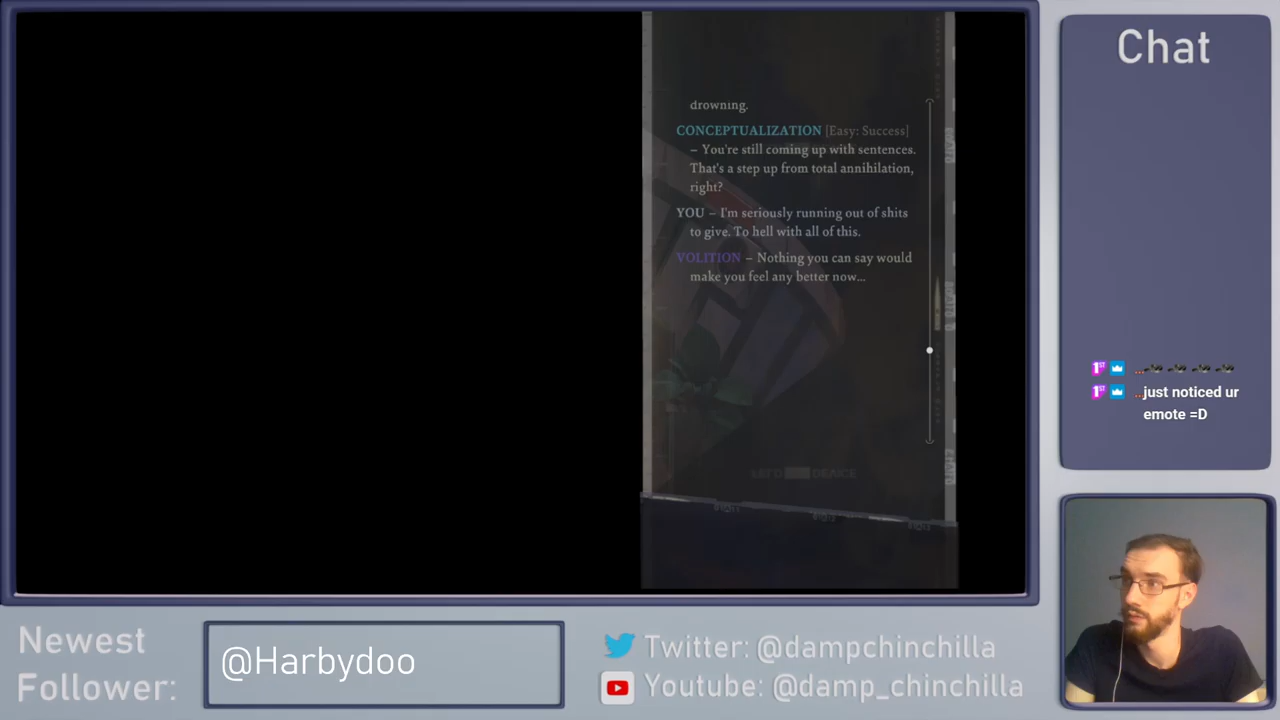 drowning.
CONCEPTUALIZATION [Easy: Success]
– You're still coming up with sentences.
That's a step up from total annihilation,
right?
YOU – I'm seriously running out of shits
to give. To hell with all of this.
VOLITION – Nothing you can say would
make you feel any better now...
Chat
1ST ...
1ST ...just noticed ur
emote =D
Newest
Follower:
@Harbydoo
Twitter: @dampchinchilla
Youtube: @damp_chinchilla